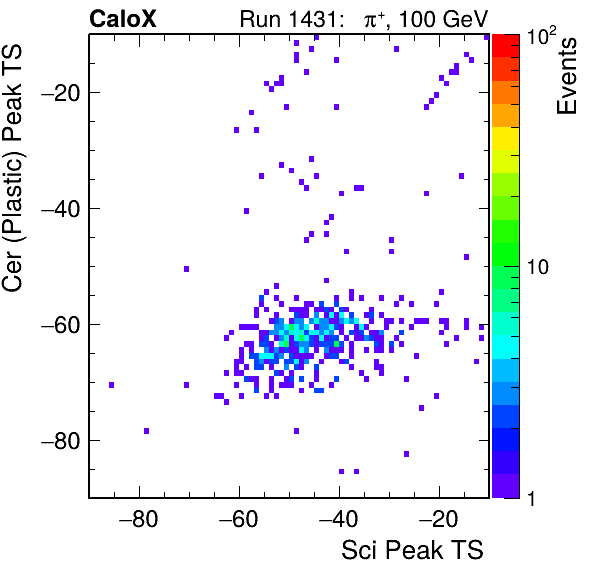 CaloX Run 1431: π⁺, 100 GeV
Cer (Plastic) Peak TS
Events
10²
10
1
−20
−40
−60
−80
−80 −60 −40 −20
Sci Peak TS